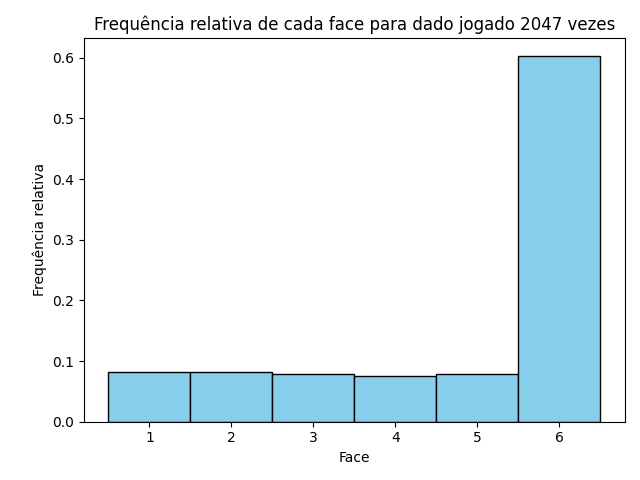 Frequência relativa de cada face para dado jogado 2047 vezes
0.6
0.5
0.4
0.3
0.2
0.1
0.0
Frequência relativa
1 2 3 4 5 6
Face